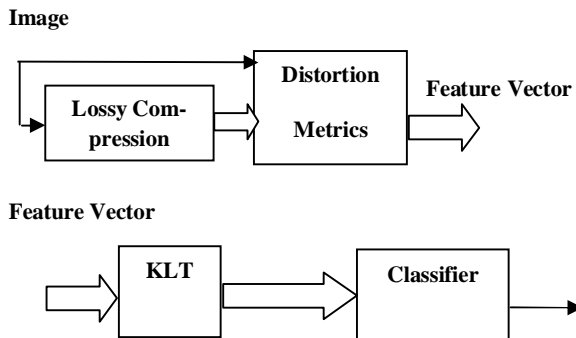 Image
Distortion
Metrics
Lossy Com-
pression
Feature Vector
Feature Vector
KLT
Classifier